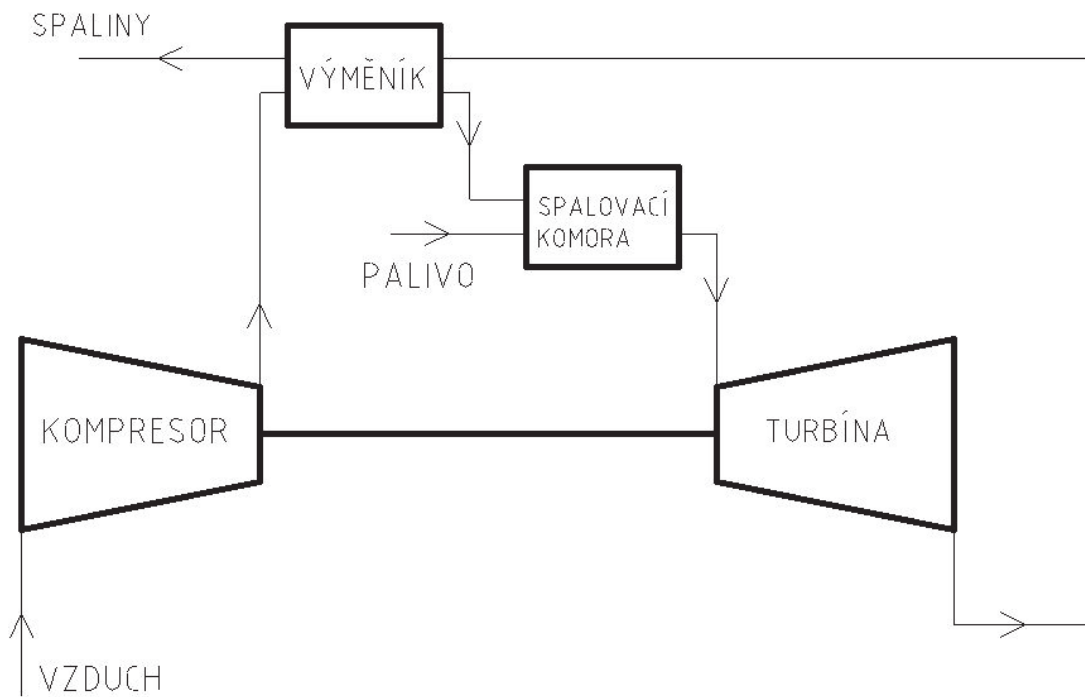 SPALINY
VÝMĚNÍK
SPALOVACÍ
KOMORA
PALIVO
KOMPRESOR
TURBÍNA
VZDUCH